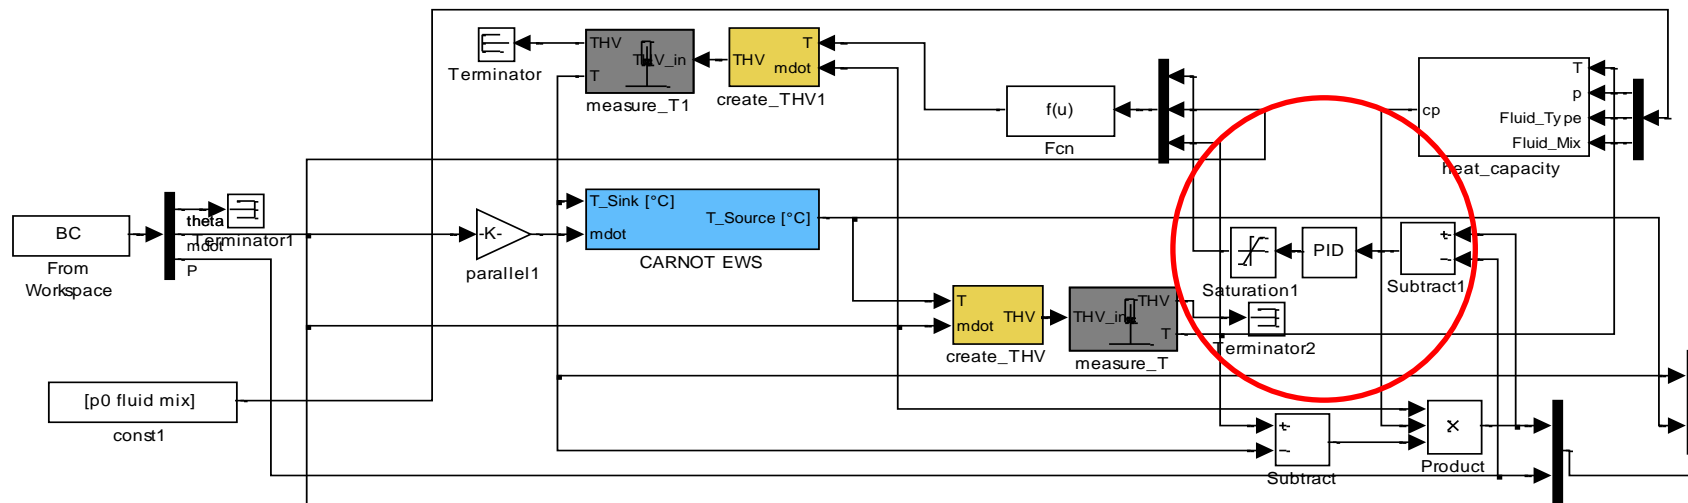 THV
THV_in
T
measure_T1
Terminator
THV
T
mdot
create_THV1
f(u)
Fcn
cp
T
p
Fluid_Type
Fluid_Mix
heat_capacity
BC
From
Workspace
theta
mdot
P
Terminator1
-K-
parallel1
T_Sink [°C]
mdot
T_Source [°C]
CARNOT EWS
Saturation1
PID
+
−
Subtract1
T
mdot
THV
create_THV
THV_in
THV
T
measure_T
Terminator2
[p0 fluid mix]
const1
+
−
Subtract
×
Product